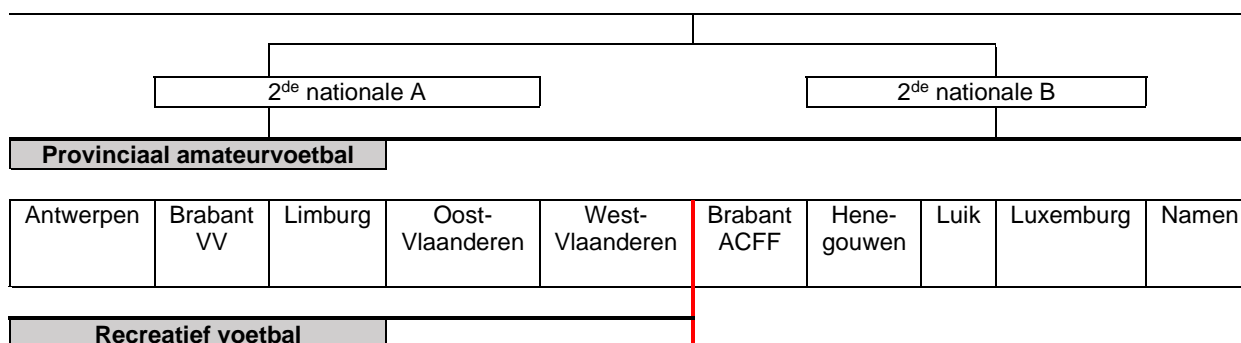 2de nationale A 2de nationale B
Provinciaal amateurvoetbal
Antwerpen Brabant Limburg Oost- West- Brabant Hene- Luik Luxemburg Namen
VV Vlaanderen Vlaanderen ACFF gouwen
Recreatief voetbal